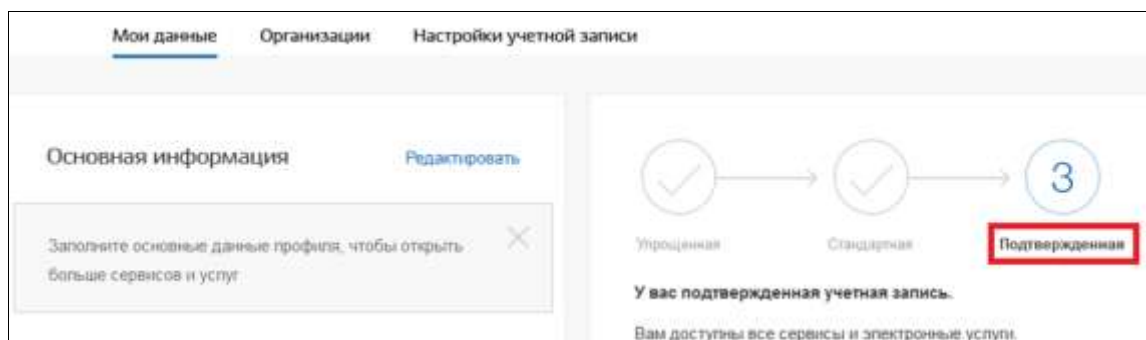 Мои данные Организации Настройки учетной записи
Основная информация Редактировать
Заполните основные данные профиля, чтобы открыть
больше сервисов и услуг
3
Упрощенная Стандартная Подтвержденная
У вас подтвержденная учетная запись.
Вам доступны все сервисы и электронные услуги.